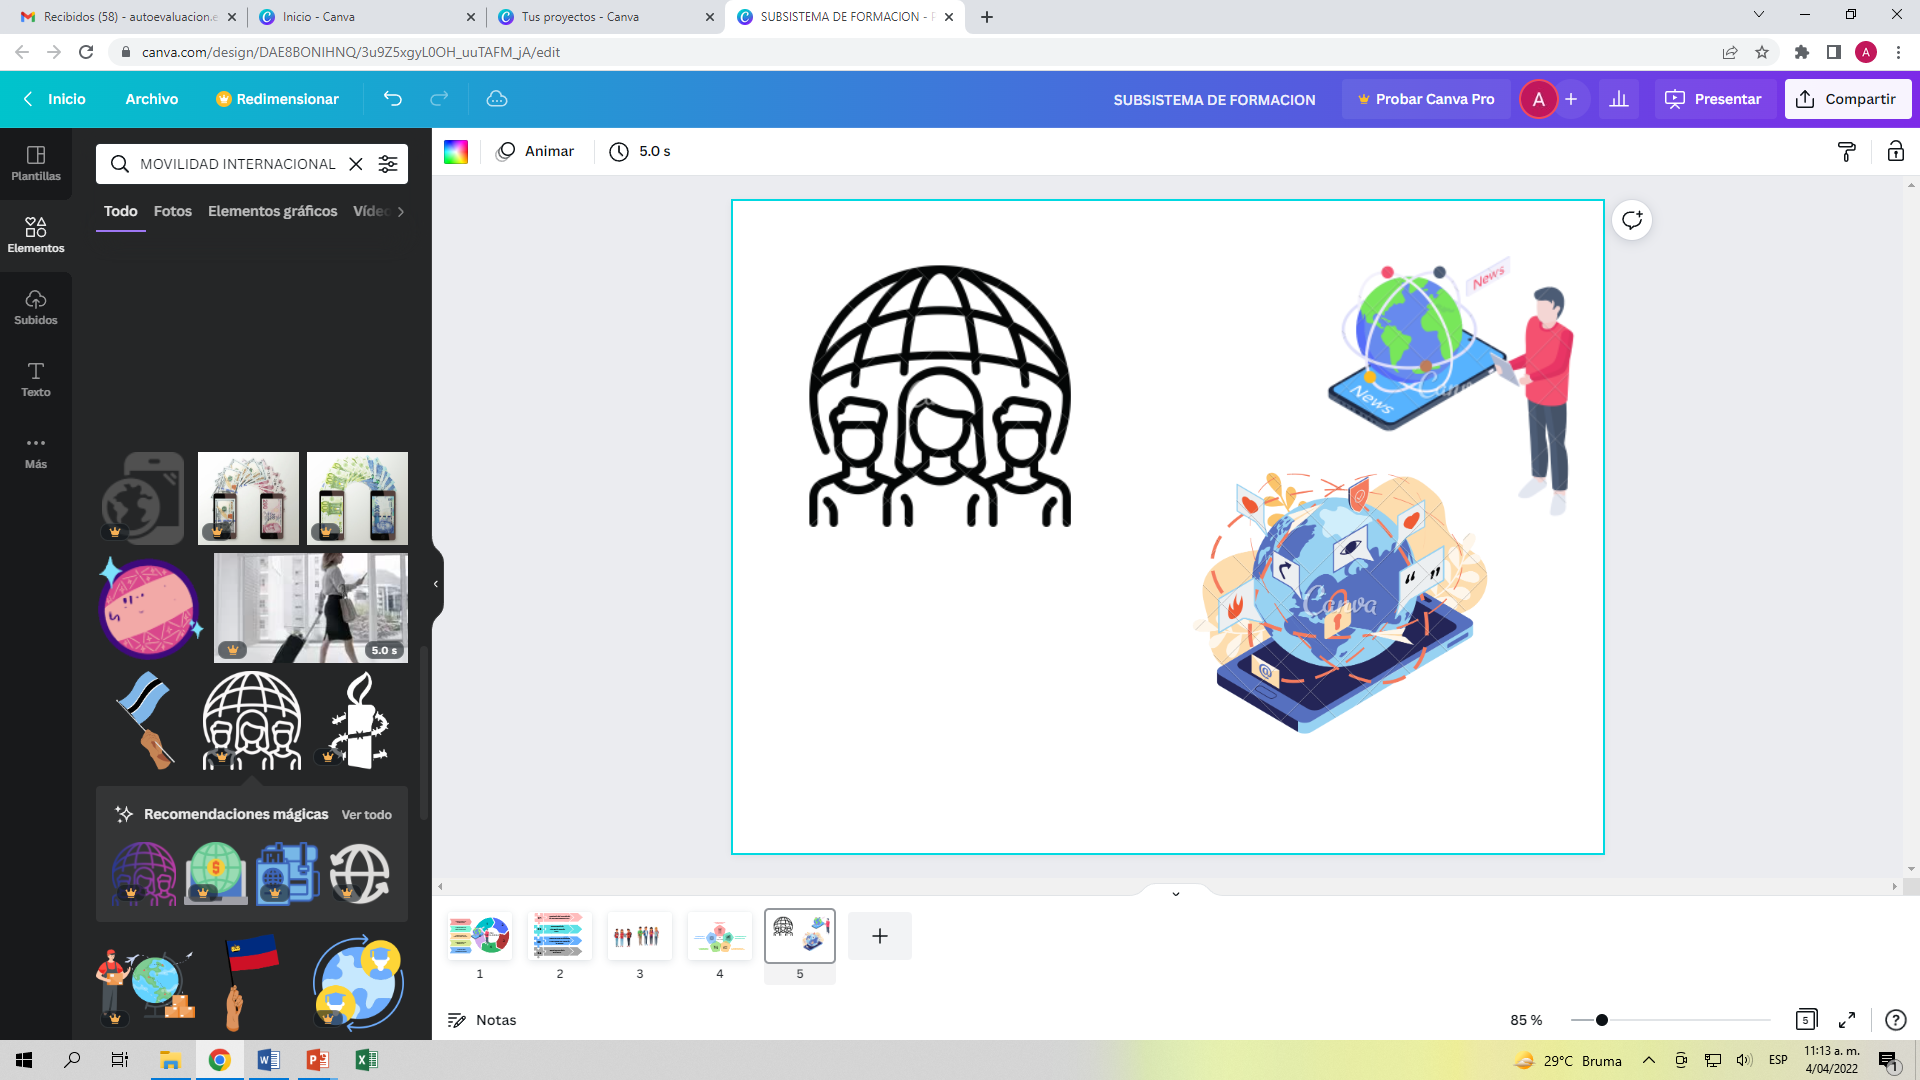 Recibidos (58) - autoevaluacion.e
Inicio - Canva
Tus proyectos - Canva
SUBSISTEMA DE FORMACION - P
canva.com/design/DAE8BONIHNQ/3u9Z5xgyL0OH_uuTAFM_jA/edit
A
Inicio
Archivo
Redimensionar
SUBSISTEMA DE FORMACION
Probar Canva Pro
A
Presentar
Compartir
Plantillas
Elementos
Subidos
Texto
Más
MOVILIDAD INTERNACIONAL
Todo
Fotos
Elementos gráficos
Vídeo
Animar
5.0 s
5.0 s
Recomendaciones mágicas
Ver todo
News
News
Canva
1
2
3
4
5
Notas
85 %
5
29°C Bruma
ESP
11:13 a. m.
4/04/2022
1